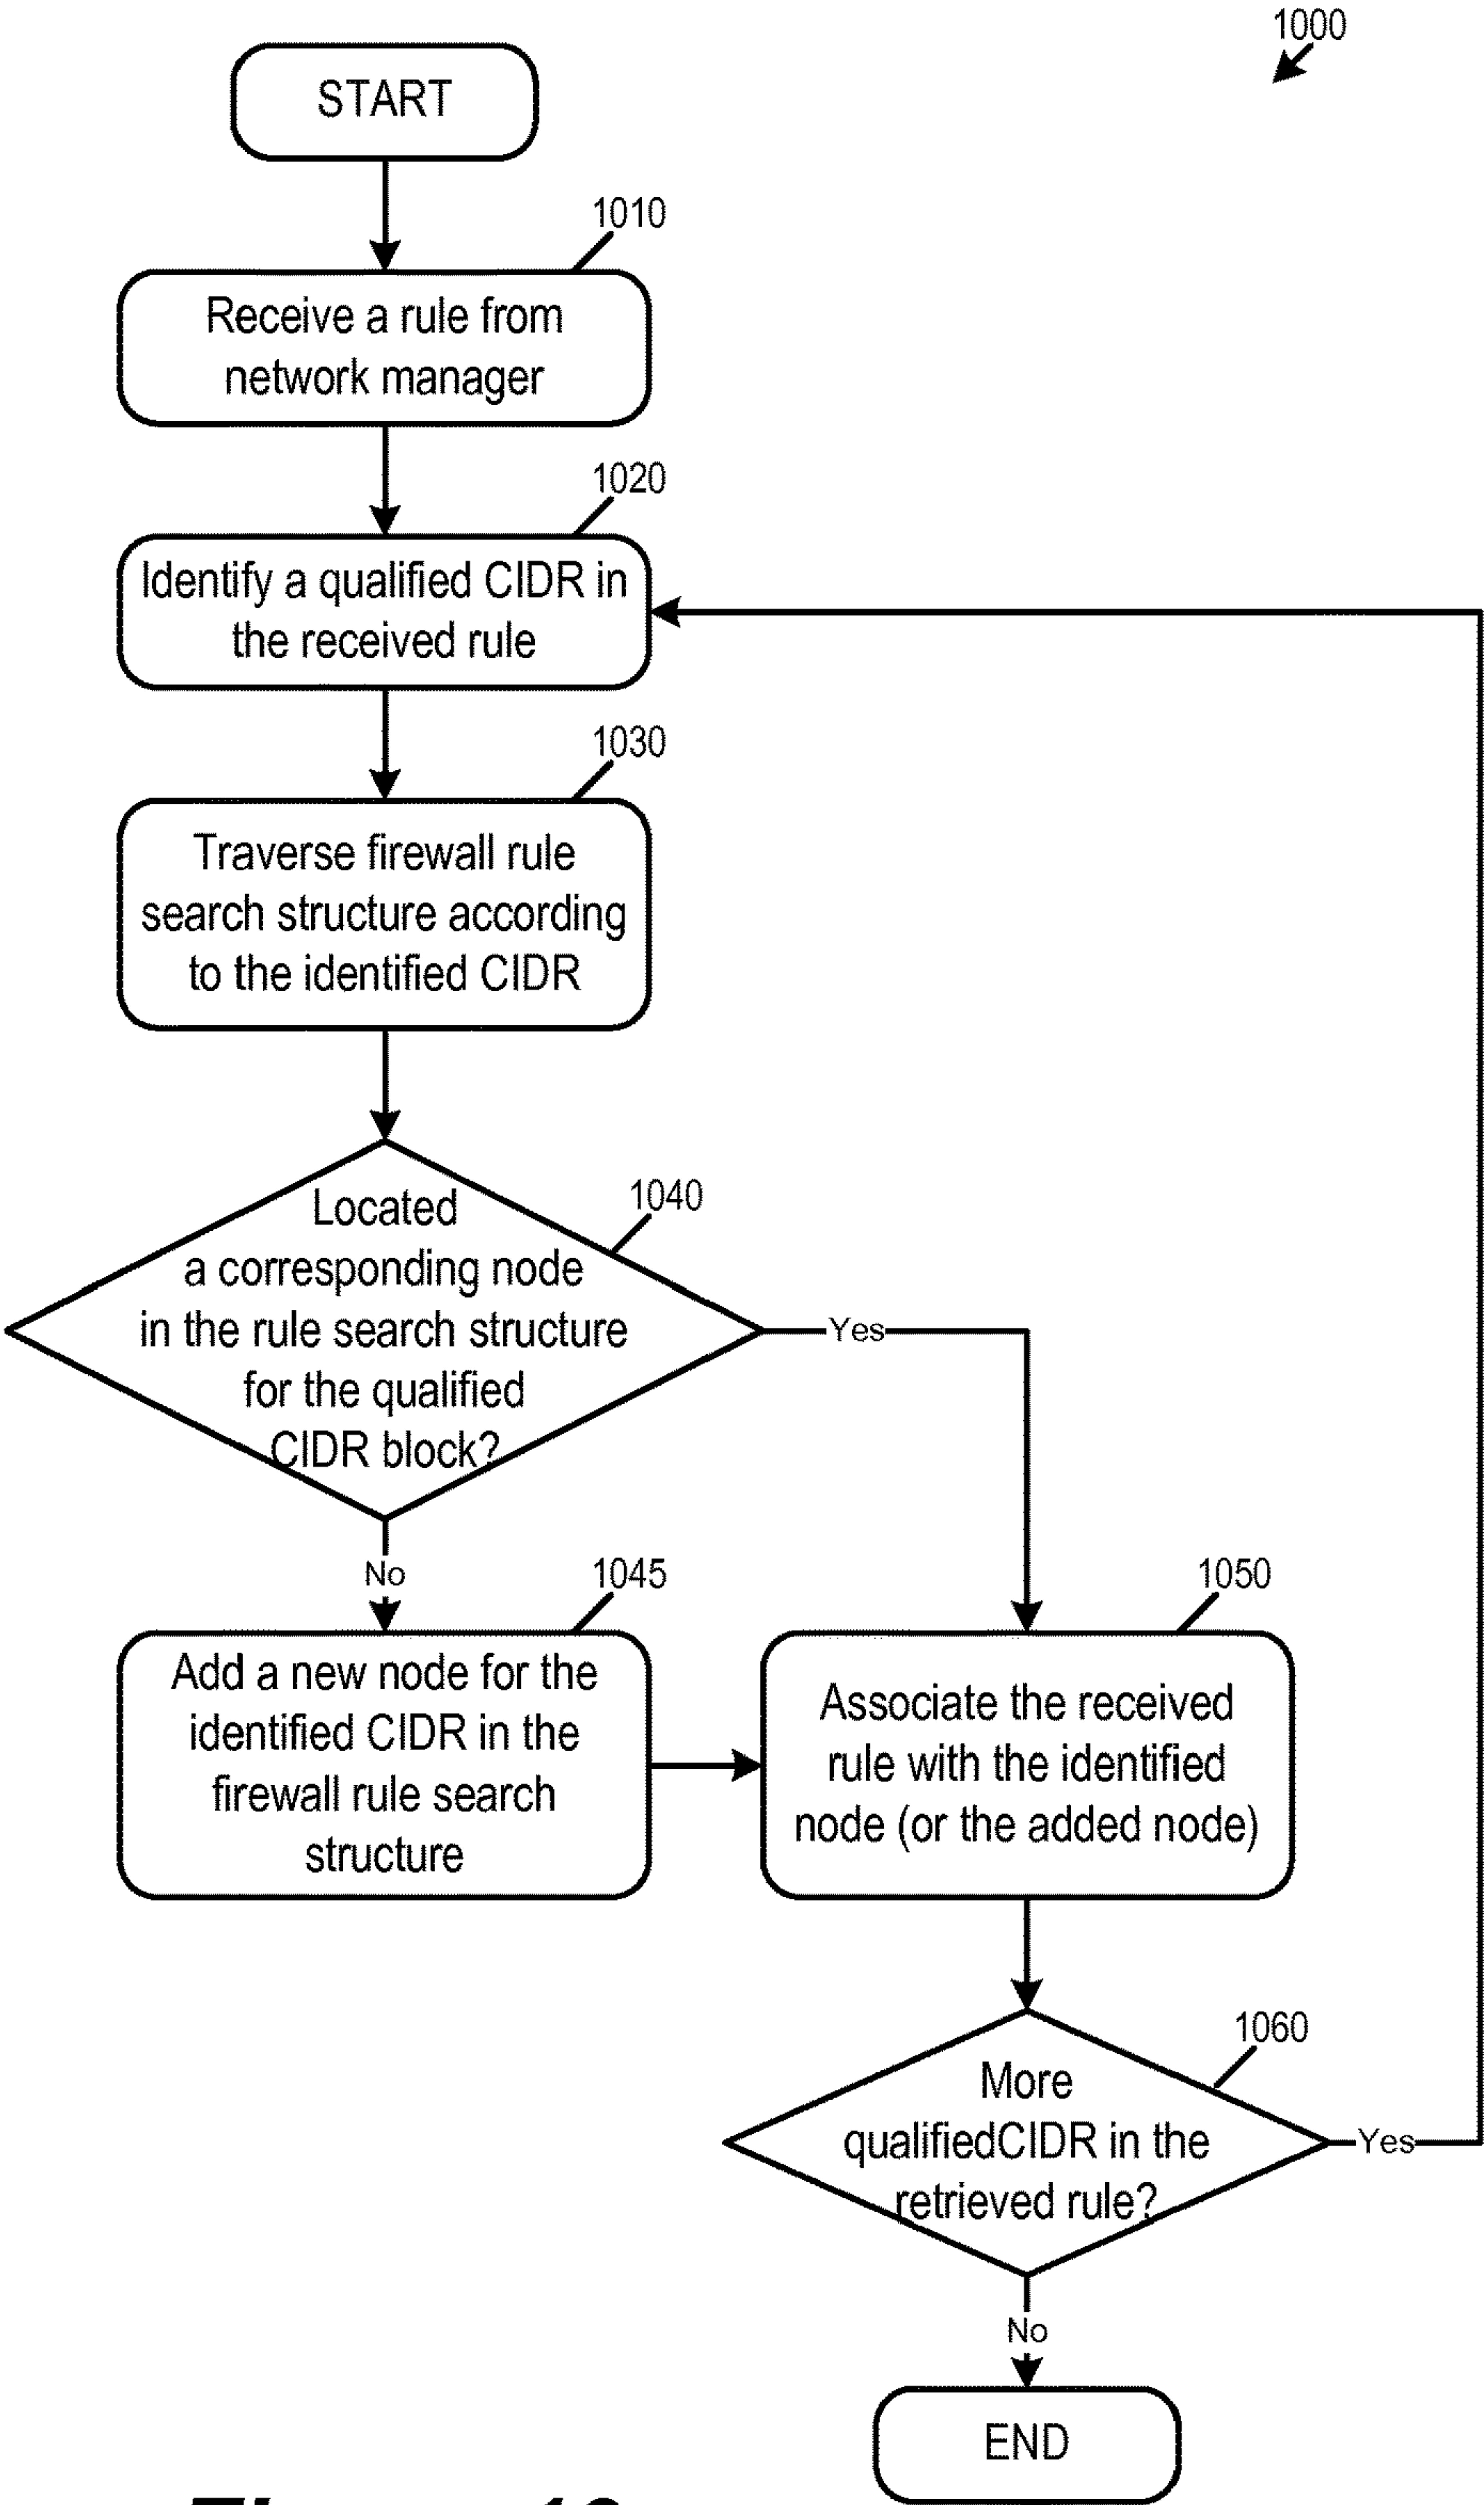 1000
START
1010
Receive a rule from
network manager
1020
Identify a qualified CIDR in
the received rule
1030
Traverse firewall rule
search structure according
to the identified CIDR
1040
Located
a corresponding node
in the rule search structure
for the qualified
CIDR block?
Yes
No
1045
Add a new node for the
identified CIDR in the
firewall rule search
structure
1050
Associate the received
rule with the identified
node (or the added node)
1060
More
qualifiedCIDR in the
retrieved rule?
Yes
No
END